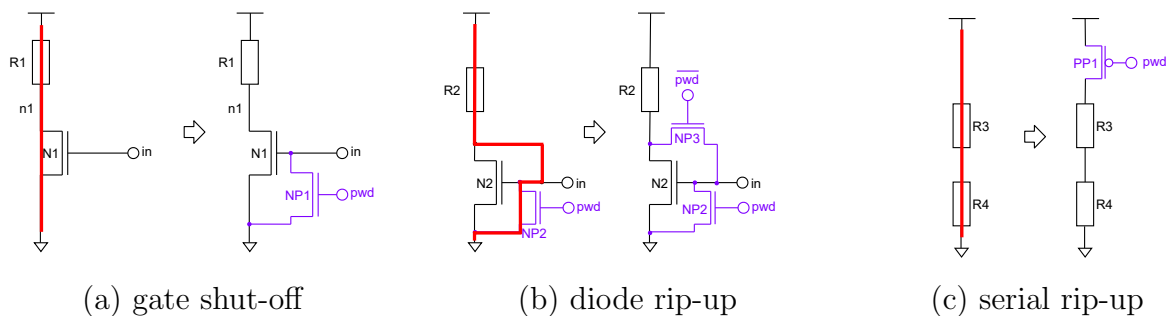 R1
n1
N1
in
R1
n1
N1
in
NP1
pwd
R2
N2
in
pwd
NP2
pwd
R2
NP3
N2
in
NP2
pwd
R3
R4
PP1
pwd
R3
R4
(a) gate shut-off
(b) diode rip-up
(c) serial rip-up